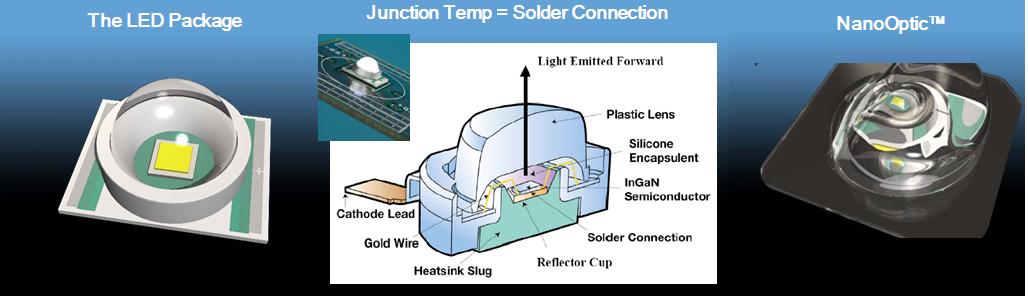 The LED Package
Junction Temp = Solder Connection
NanoOptic™
Light Emitted Forward
Plastic Lens
Silicone
Encapsulent
InGaN
Semiconductor
Cathode Lead
Solder Connection
Gold Wire
Reflector Cup
Heatsink Slug